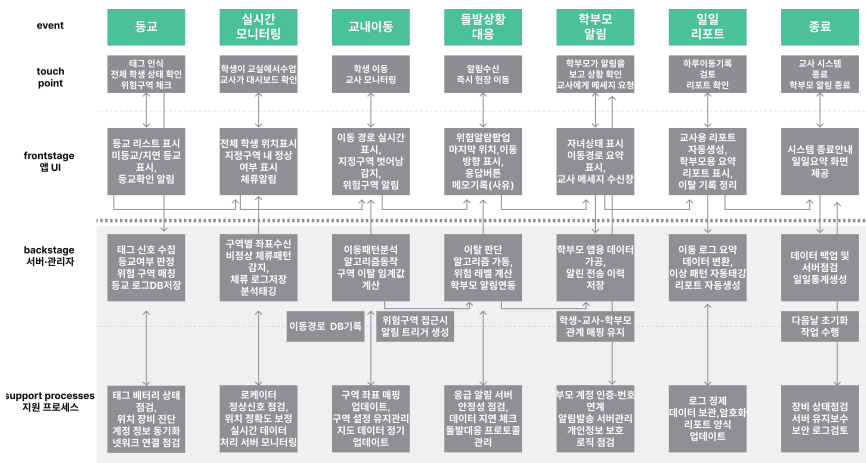 event
등교
실시간
모니터링
교내이동
돌발상황
대응
학부모
알림
일일
리포트
종료
touch
point
태그 인식
전체 학생 상태 확인
위험구역 체크
학생이 교실에서수업
교사가 대시보드 확인
학생 이동
교사 모니터링
알림수신
즉시 현장 이동
학부모가 알림을
보고 상황 확인
교사에게 메세지 요청
하루이동기록
검토
리포트 확인
교사 시스템
종료
학부모 알림 종료
frontstage
앱 UI
등교 리스트 표시
미등교/지연 등교
표시,
등교확인 알림
전체 학생 위치표시
지정구역 내 정상
여부 표시
체류알림
이동 경로 실시간
표시,
지정구역 벗어남
감지,
위험구역 알림
위험알람팝업
마지막 위치,이동
방향 표시,
응답버튼
메모기록(사유)
자녀상태 표시
이동경로 요약
표시,
교사 메세지 수신창
교사용 리포트
자동생성,
학부모용 요약
리포트 표시,
이탈 기록 정리
시스템 종료안내
일일요약 화면
제공
backstage
서버·관리자
태그 신호 수집
등교여부 판정
위험 구역 매칭
등교 로그DB저장
구역별 좌표수신
비정상 체류패턴
감지,
체류 로그저장
분석태깅
이동패턴분석
알고리즘동작
구역 이탈 임계값
계산
이탈 판단
알고리즘 가동,
위험 레벨 계산
학부모 알림연동
학부모 앱용 데이터
가공,
알린 전송 이력
저장
이동 로그 요약
데이터 변환,
이상 패턴 자동태깅
리포트 자동생성
데이터 백업 및
서버점검
일일통계생성
이동경로 DB기록
위험구역 접근시
알림 트리거 생성
학생-교사-학부모
관계 매핑 유지
다음날 초기화
작업 수행
support processes
지원 프로세스
태그 배터리 상태
점검,
위치 장비 진단
계정 정보 동기화
넷워크 연결 점검
로케이터
정상신호 점검,
위치 정확도 보정
실시간 데이터
처리 서버 모니터링
구역 좌표 매핑
업데이트,
구역 설정 유지관리
지도 데이터 정기
업데이트
응급 알림 서버
안정성 점검,
데이터 지연 체크
돌발대응 프로토콜
관리
부모 계정 인증·번호
연계
알림발송 서버관리
개인정보 보호
로직 점검
로그 정제
데이터 보관,암호화
리포트 양식
업데이트
장비 상태점검
서버 유지보수
보안 로그검토